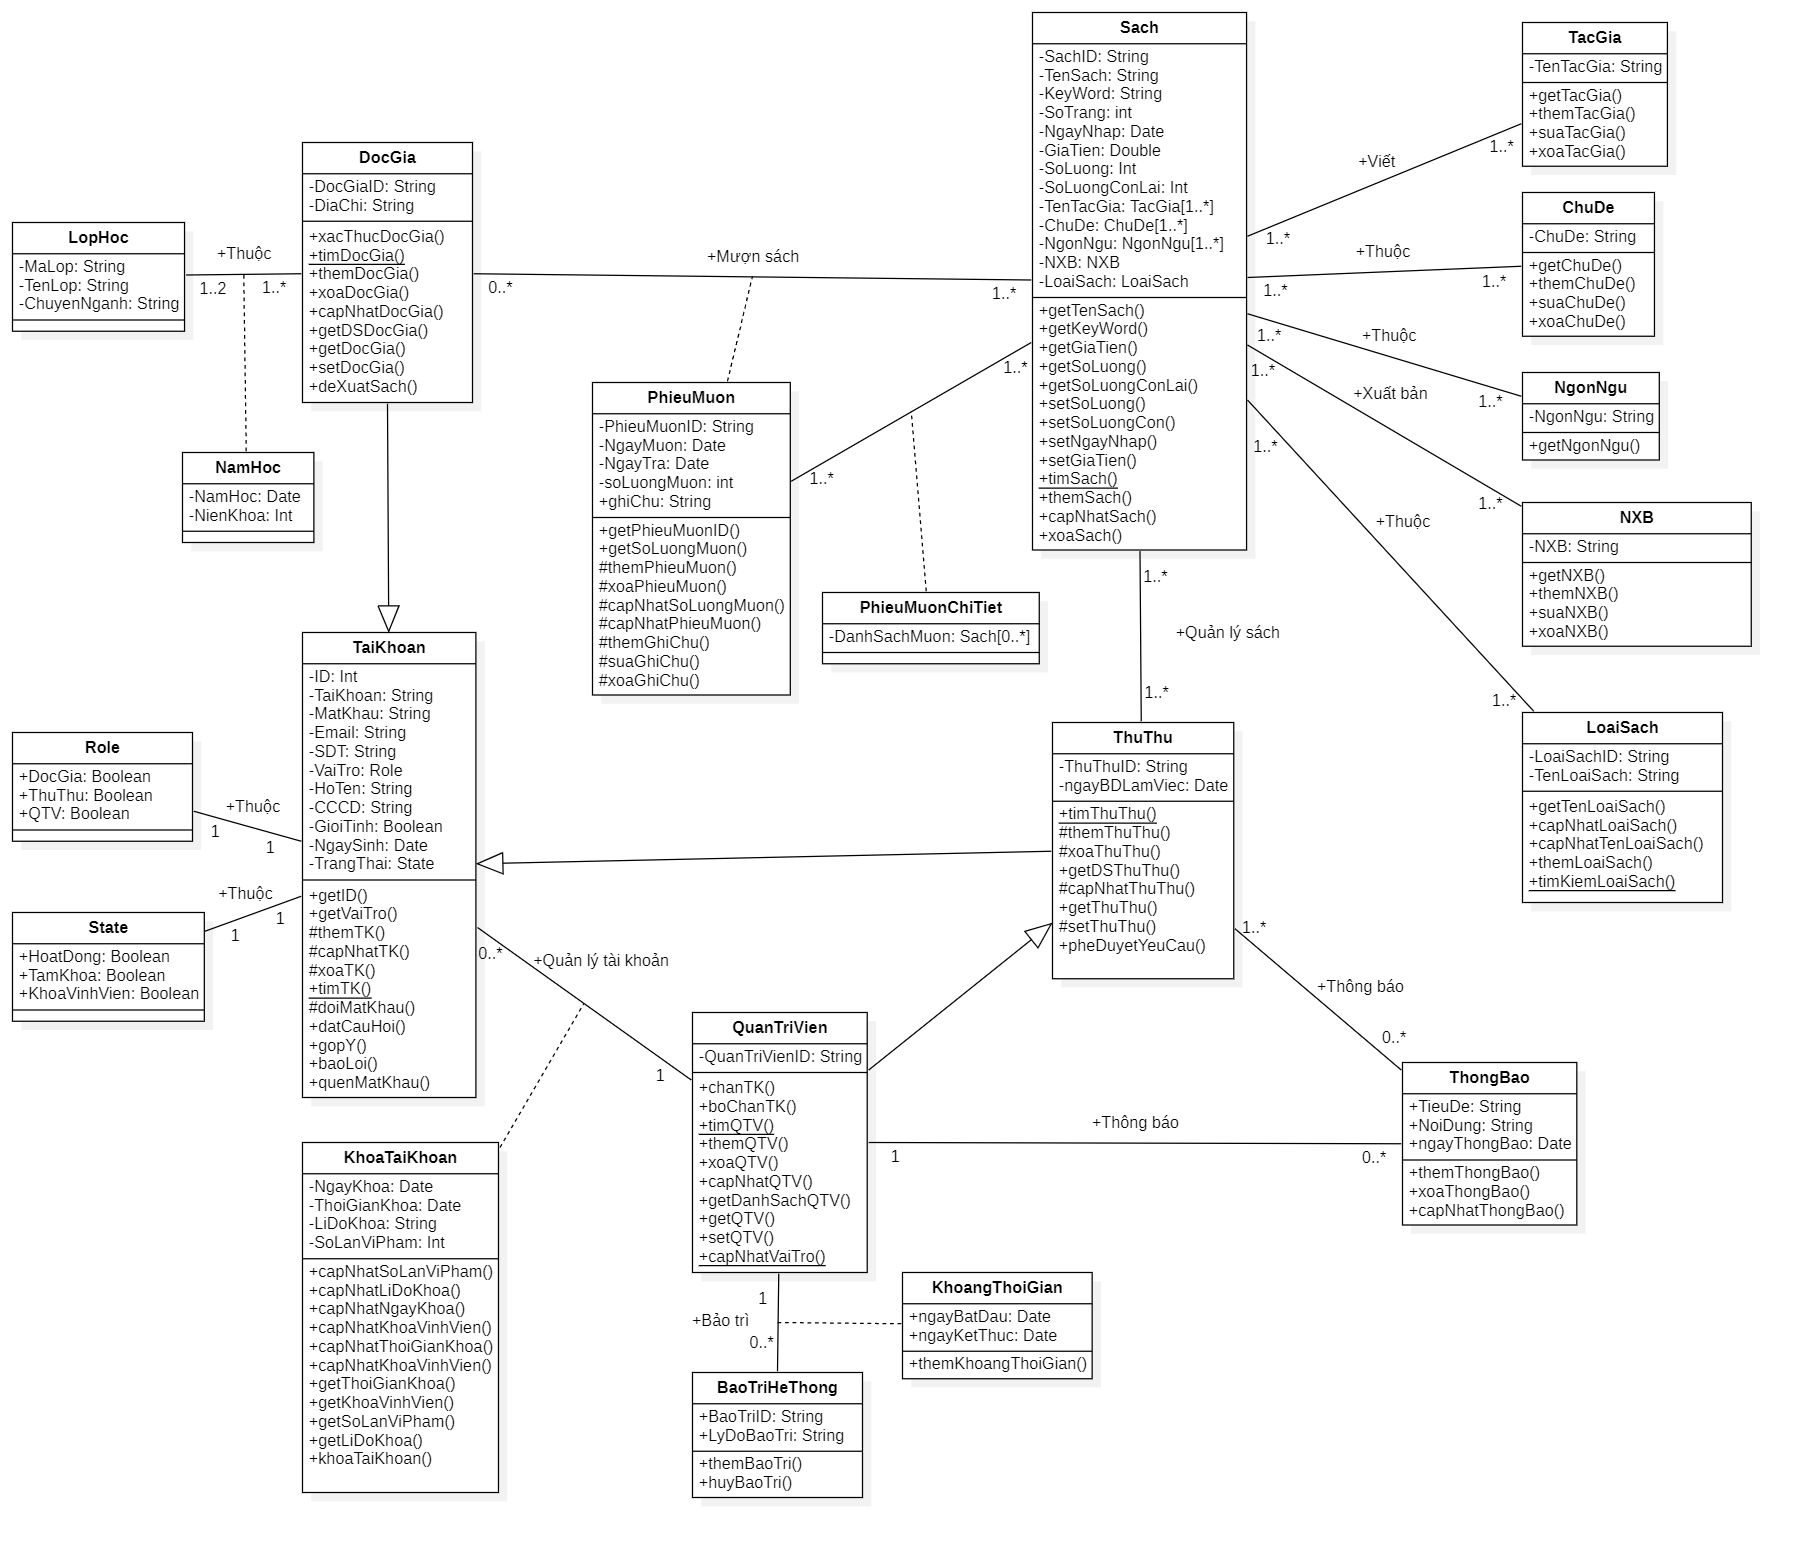 Sach
-SachID: String
-TenSach: String
-KeyWord: String
-SoTrang: int
-NgayNhap: Date
-GiaTien: Double
-SoLuong: Int
-SoLuongConLai: Int
-TenTacGia: TacGia[1..*]
-ChuDe: ChuDe[1..*]
-NgonNgu: NgonNgu[1..*]
-NXB: NXB
-LoaiSach: LoaiSach
+getTenSach()
+getKeyWord()
+getGiaTien()
+getSoLuong()
+getSoLuongConLai()
+setSoLuong()
+setSoLuongCon()
+setNgayNhap()
+setGiaTien()
+timSach()
+themSach()
+capNhatSach()
+xoaSach()
TacGia
-TenTacGia: String
+getTacGia()
+themTacGia()
+suaTacGia()
+xoaTacGia()
+Viết
1..*
1..*
ChuDe
-ChuDe: String
+getChuDe()
+themChuDe()
+suaChuDe()
+xoaChuDe()
+Thuộc
1..*
1..*
NgonNgu
-NgonNgu: String
+getNgonNgu()
+Thuộc
1..*
1..*
NXB
-NXB: String
+getNXB()
+themNXB()
+suaNXB()
+xoaNXB()
+Xuất bản
1..*
1..*
LoaiSach
-LoaiSachID: String
-TenLoaiSach: String
+getTenLoaiSach()
+capNhatLoaiSach()
+capNhatTenLoaiSach()
+themLoaiSach()
+timKiemLoaiSach()
+Thuộc
1..*
1..*
DocGia
-DocGiaID: String
-DiaChi: String
+xacThucDocGia()
+timDocGia()
+themDocGia()
+xoaDocGia()
+capNhatDocGia()
+getDSDocGia()
+getDocGia()
+setDocGia()
+deXuatSach()
+Mượn sách
0..*
1..*
LopHoc
-MaLop: String
-TenLop: String
-ChuyenNganh: String
+Thuộc
1..2
1..*
NamHoc
-NamHoc: Date
-NienKhoa: Int
PhieuMuon
-PhieuMuonID: String
-NgayMuon: Date
-NgayTra: Date
-soLuongMuon: int
+ghiChu: String
+getPhieuMuonID()
+getSoLuongMuon()
#themPhieuMuon()
#xoaPhieuMuon()
#capNhatSoLuongMuon()
#capNhatPhieuMuon()
#themGhiChu()
#suaGhiChu()
#xoaGhiChu()
1..*
1..*
PhieuMuonChiTiet
-DanhSachMuon: Sach[0..*]
1..*
+Quản lý sách
1..*
TaiKhoan
-ID: Int
-TaiKhoan: String
-MatKhau: String
-Email: String
-SDT: String
-VaiTro: Role
-HoTen: String
-CCCD: String
-GioiTinh: Boolean
-NgaySinh: Date
-TrangThai: State
+getID()
+getVaiTro()
#themTK()
#capNhatTK()
#xoaTK()
+timTK()
#doiMatKhau()
+datCauHoi()
+gopY()
+baoLoi()
+quenMatKhau()
Role
+DocGia: Boolean
+ThuThu: Boolean
+QTV: Boolean
+Thuộc
1
1
State
+HoatDong: Boolean
+TamKhoa: Boolean
+KhoaVinhVien: Boolean
+Thuộc
1
1
ThuThu
-ThuThuID: String
-ngayBDLamViec: Date
+timThuThu()
#themThuThu()
#xoaThuThu()
+getDSThuThu()
#capNhatThuThu()
+getThuThu()
#setThuThu()
+pheDuyetYeuCau()
1..*
+Thông báo
0..*
0..*
+Quản lý tài khoản
1
QuanTriVien
-QuanTriVienID: String
+chanTK()
+boChanTK()
+timQTV()
+themQTV()
+xoaQTV()
+capNhatQTV()
+getDanhSachQTV()
+getQTV()
+setQTV()
+capNhatVaiTro()
+Thông báo
1
0..*
ThongBao
+TieuDe: String
+NoiDung: String
+ngayThongBao: Date
+themThongBao()
+xoaThongBao()
+capNhatThongBao()
KhoaTaiKhoan
-NgayKhoa: Date
-ThoiGianKhoa: Date
-LiDoKhoa: String
-SoLanViPham: Int
+capNhatSoLanViPham()
+capNhatLiDoKhoa()
+capNhatNgayKhoa()
+capNhatKhoaVinhVien()
+capNhatThoiGianKhoa()
+capNhatKhoaVinhVien()
+getThoiGianKhoa()
+getKhoaVinhVien()
+getSoLanViPham()
+getLiDoKhoa()
+khoaTaiKhoan()
1
+Bảo trì
0..*
KhoangThoiGian
+ngayBatDau: Date
+ngayKetThuc: Date
+themKhoangThoiGian()
BaoTriHeThong
+BaoTriID: String
+LyDoBaoTri: String
+themBaoTri()
+huyBaoTri()